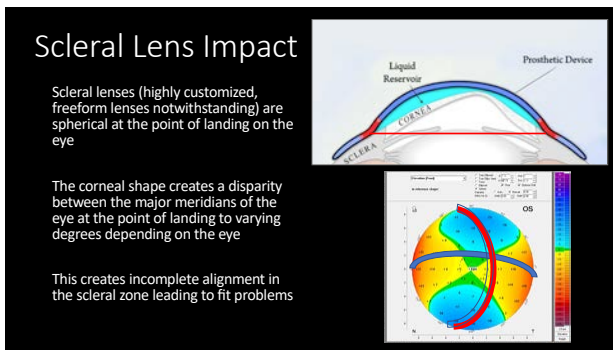 Scleral Lens Impact
Scleral lenses (highly customized,
freeform lenses notwithstanding) are
spherical at the point of landing on the
eye
The corneal shape creates a disparity
between the major meridians of the
eye at the point of landing to varying
degrees depending on the eye
This creates incomplete alignment in
the scleral zone leading to fit problems
Liquid
Reservoir
Prosthetic Device
CORNEA
SCLERA
OS
N
T